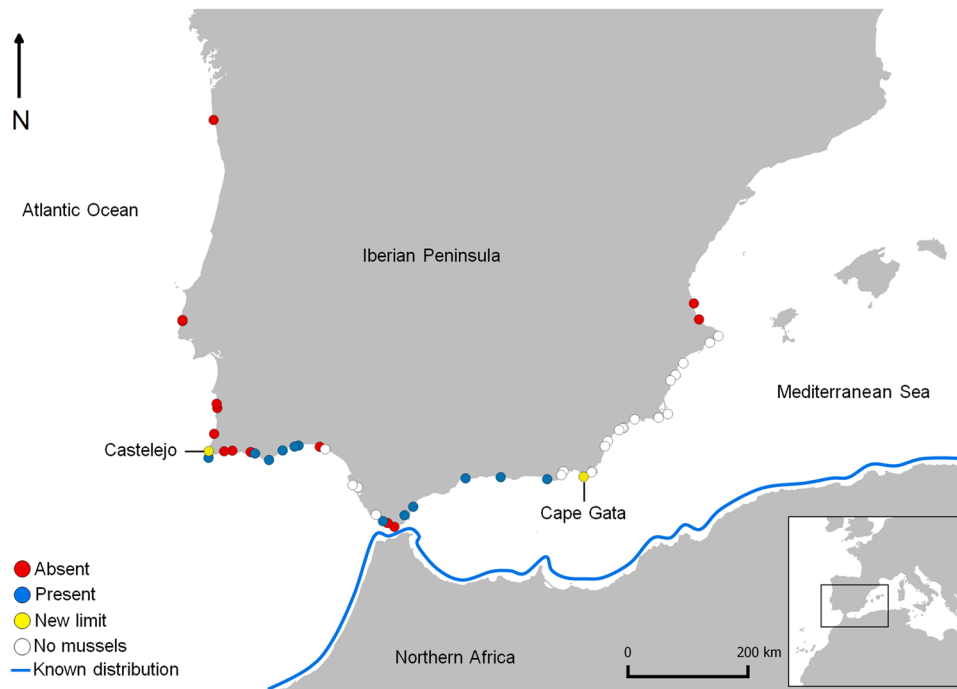 N
Atlantic Ocean
Iberian Peninsula
Mediterranean Sea
Castelejo
Cape Gata
Absent
Present
New limit
No mussels
Known distribution
Northern Africa
0 200 km